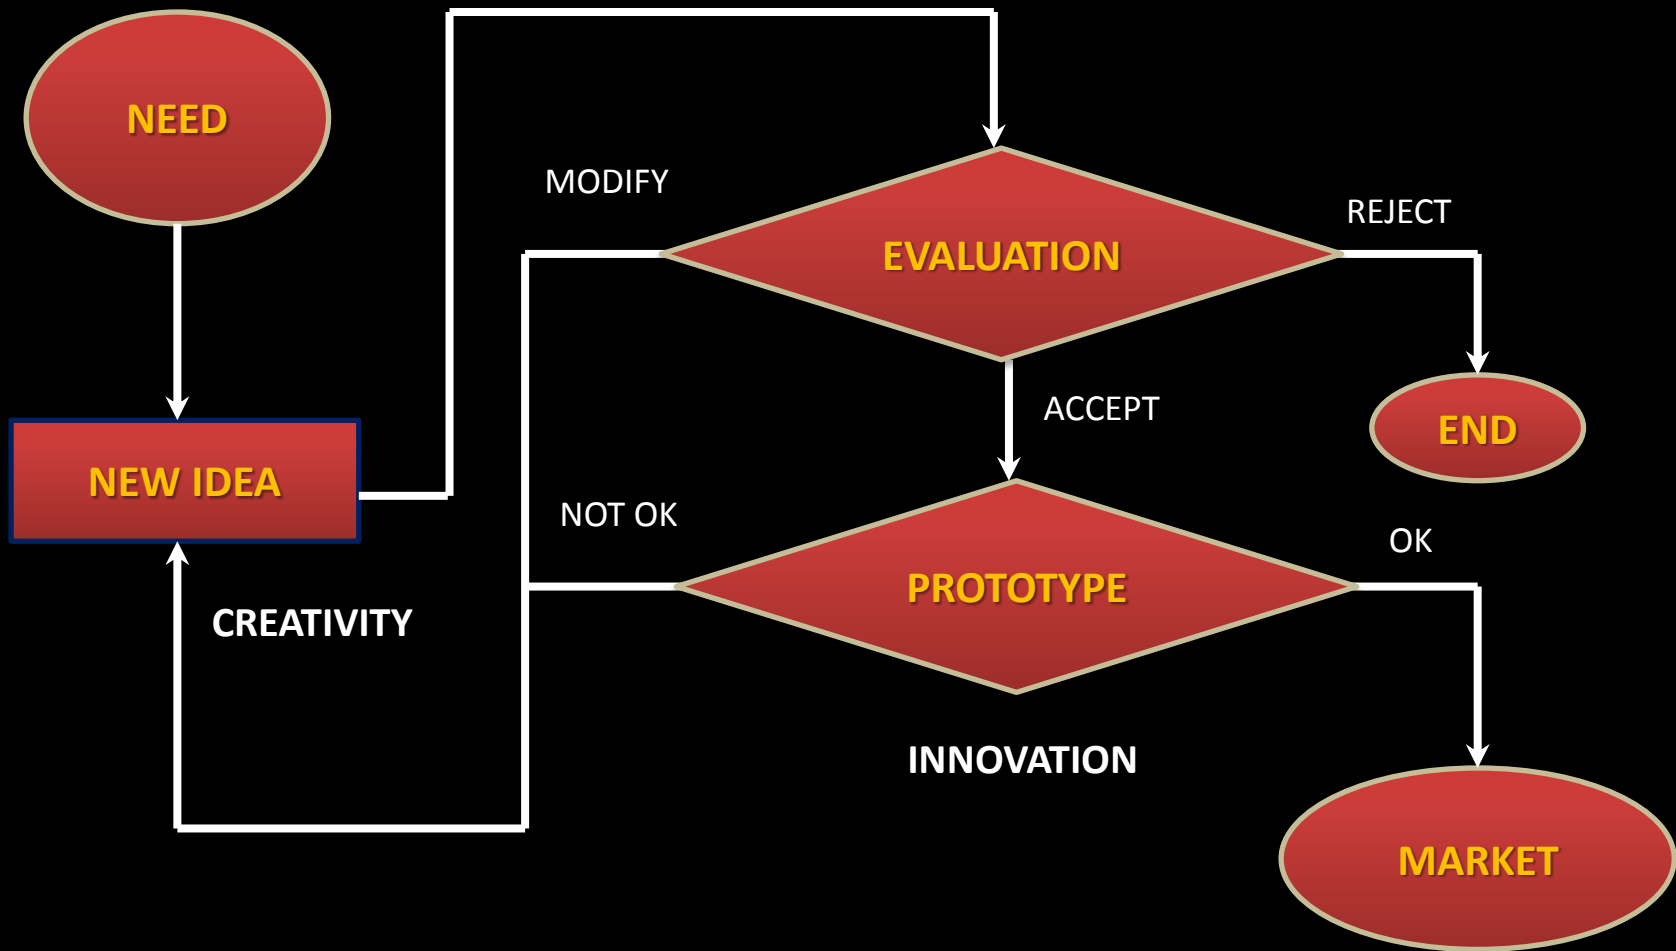 NEED
MODIFY
REJECT
EVALUATION
ACCEPT
END
NEW IDEA
NOT OK
OK
PROTOTYPE
CREATIVITY
INNOVATION
MARKET